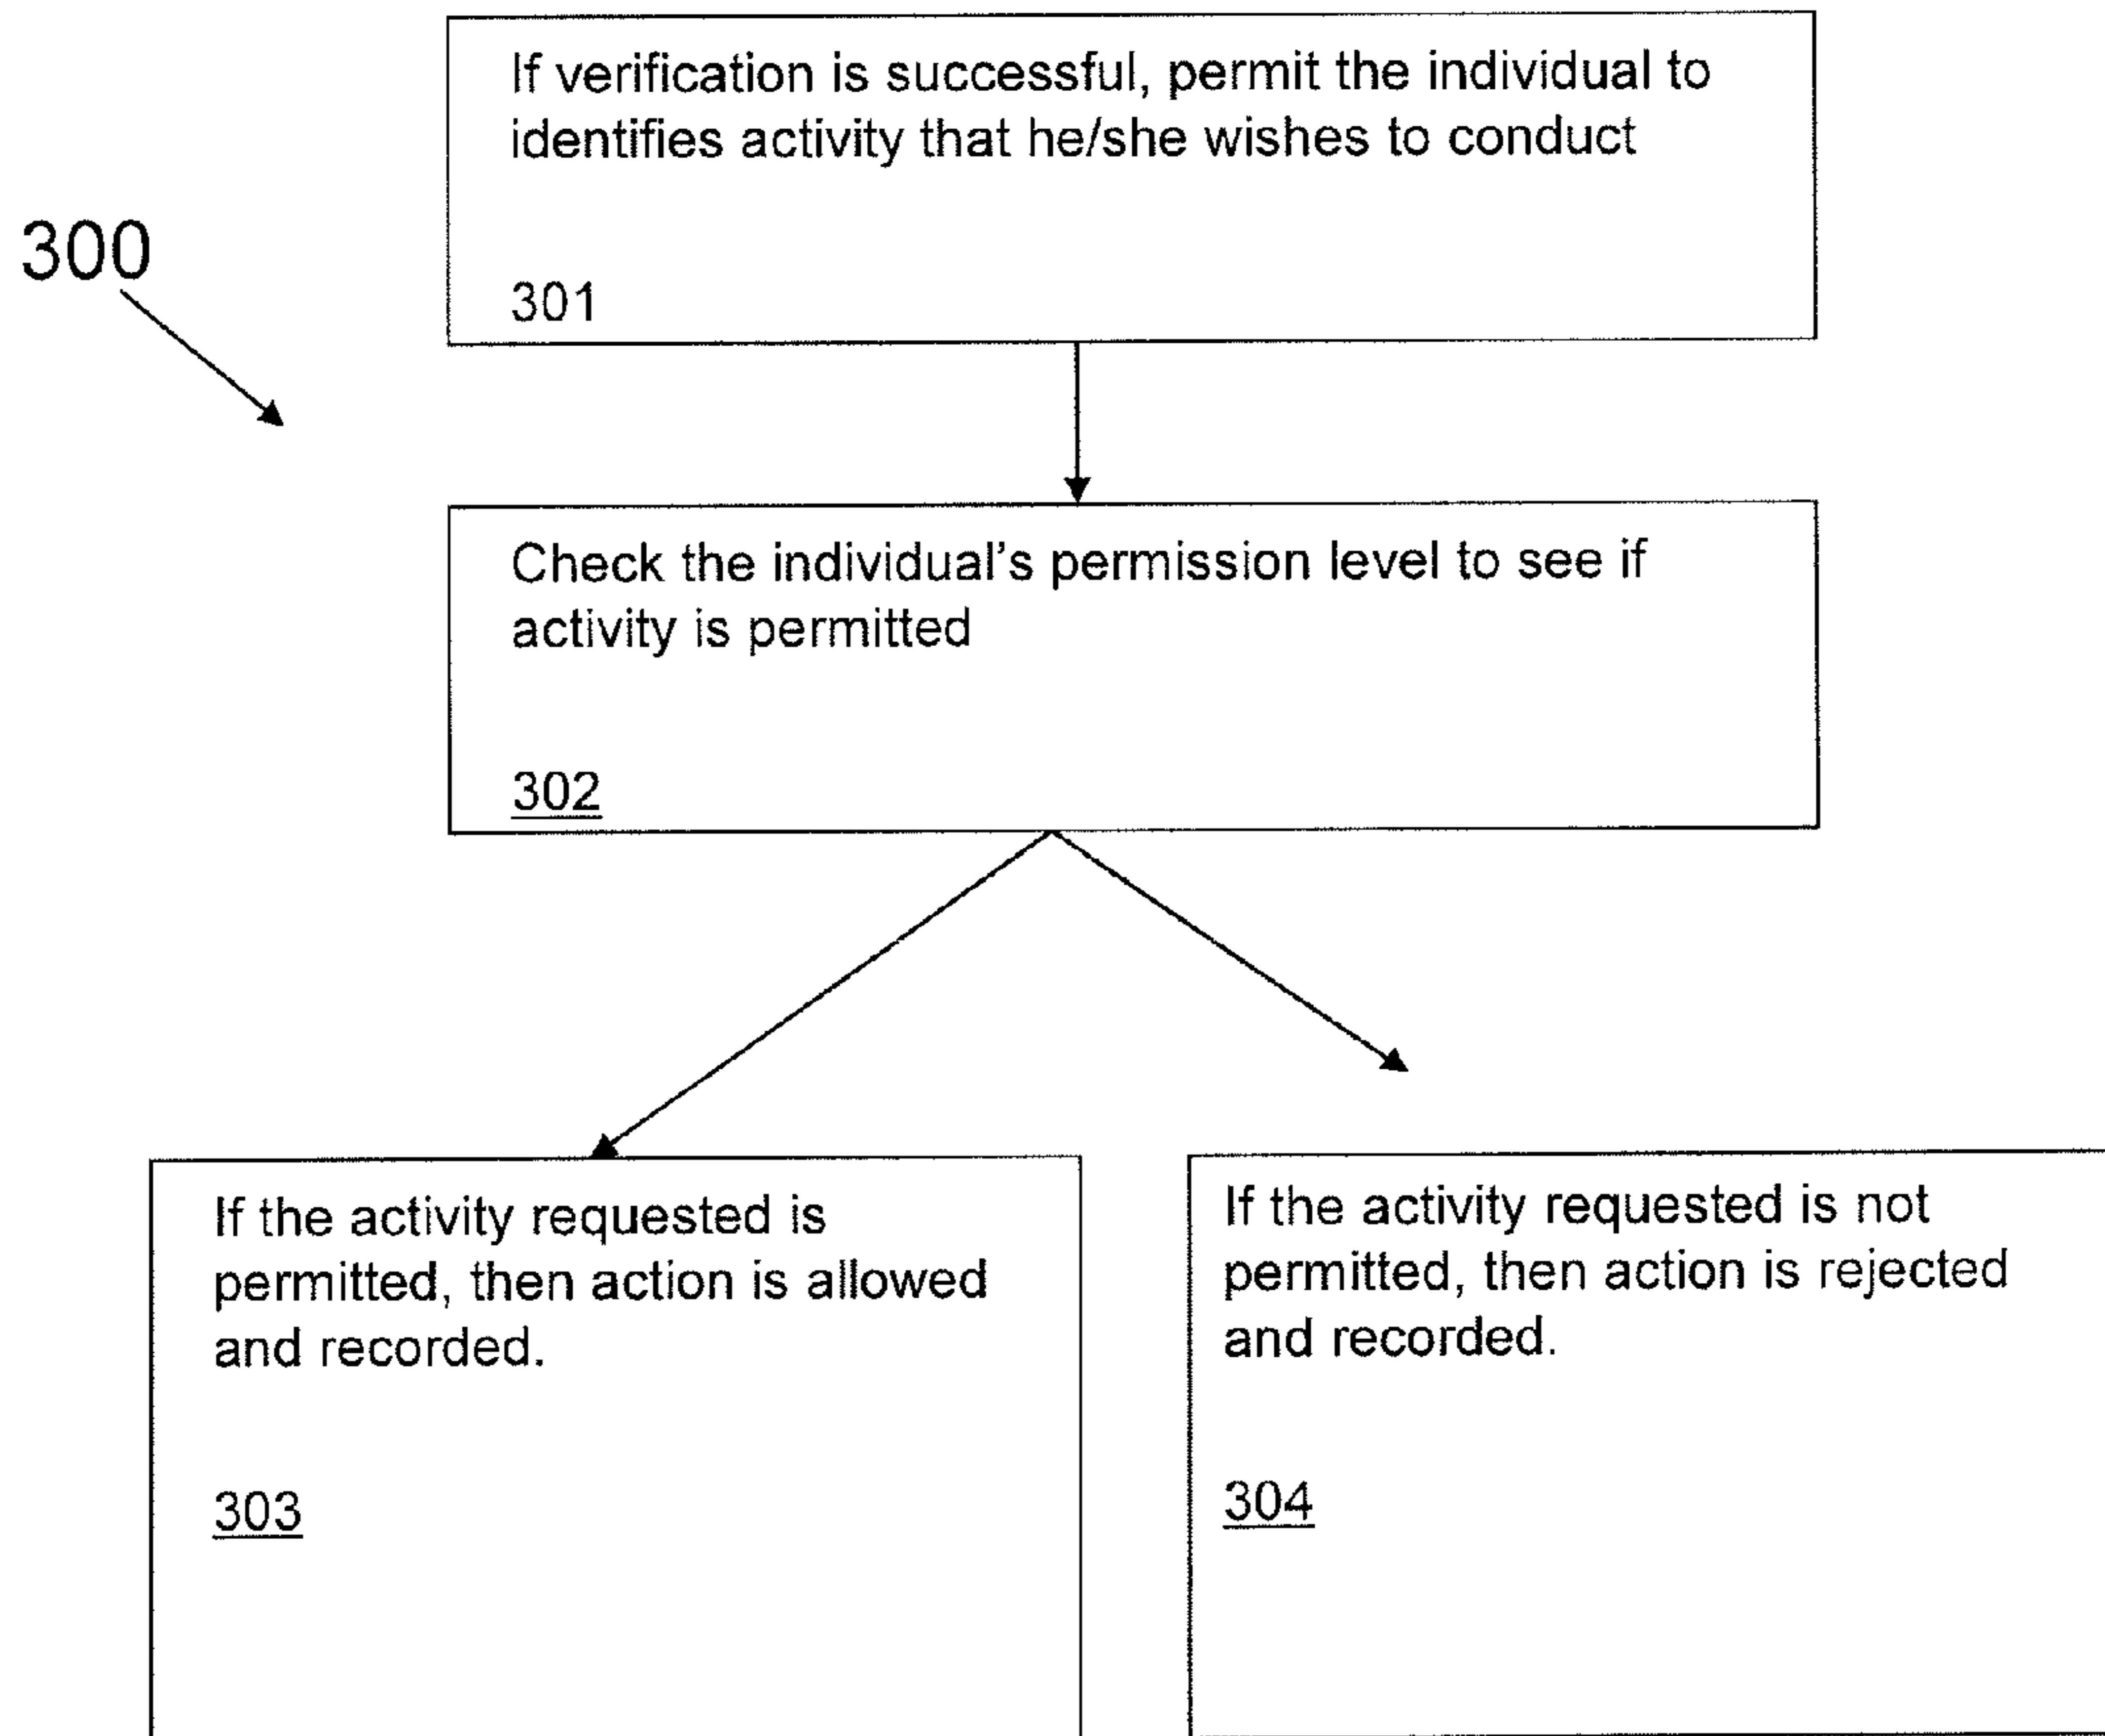 If verification is successful, permit the individual to
identifies activity that he/she wishes to conduct
301
300
Check the individual's permission level to see if
activity is permitted
302
If the activity requested is
permitted, then action is allowed
and recorded.
303
If the activity requested is not
permitted, then action is rejected
and recorded.
304